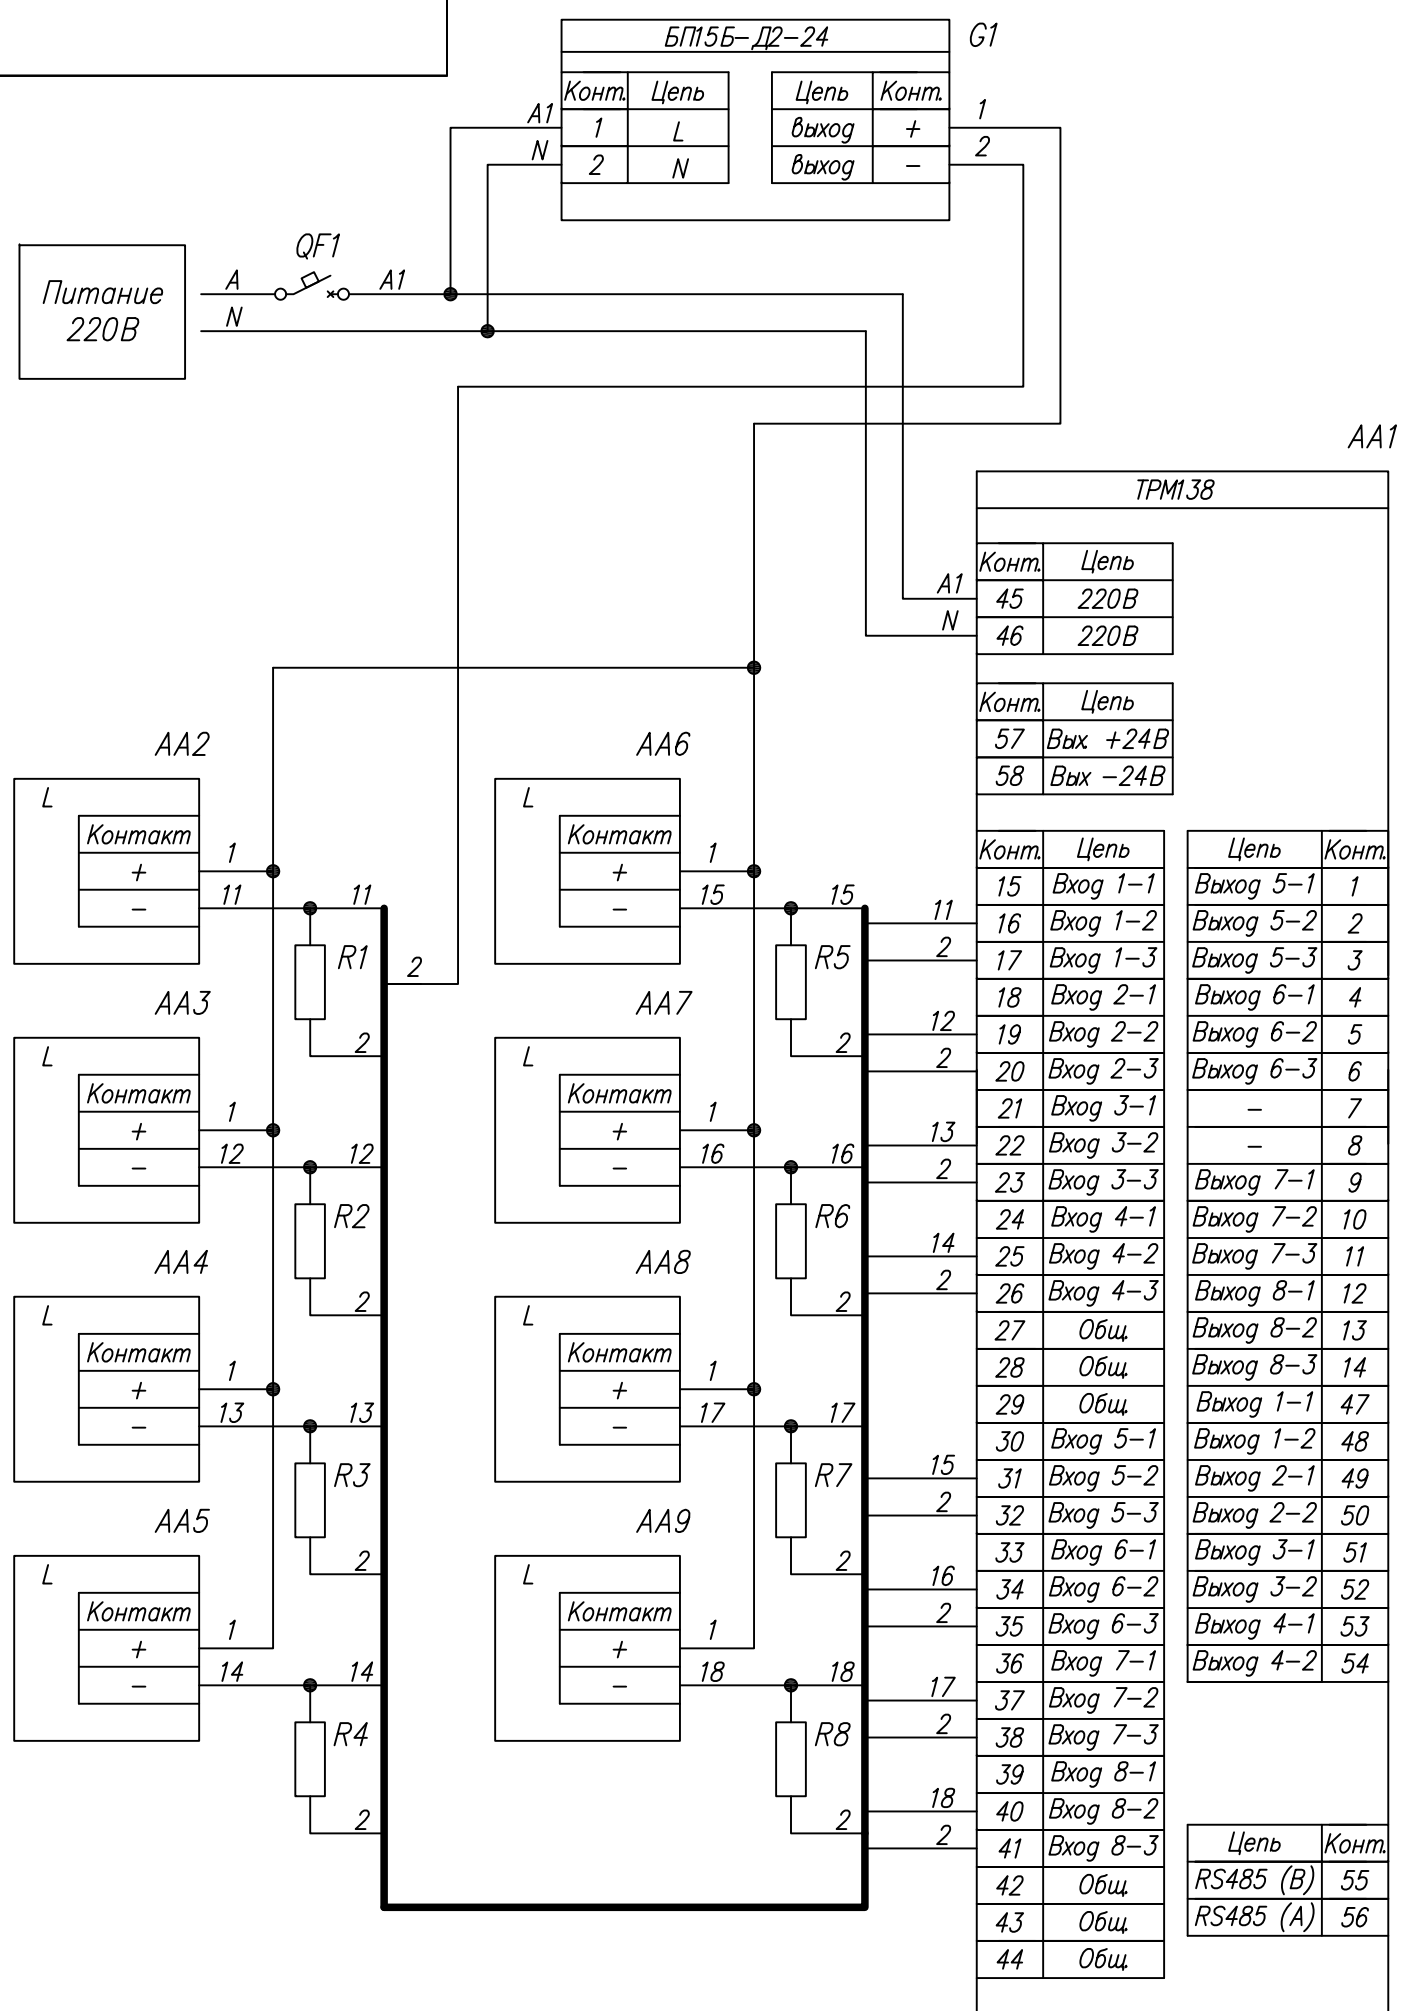 БП15Б-Д2-24
G1
Конт. Цепь
1 L
2 N
Цепь Конт.
выход +
выход -
A1
N
1
2
Питание
220В
A
N
QF1
A1
AA1
ТРМ138
Конт. Цепь
45 220В
46 220В
A1
N
Конт. Цепь
57 Вых. +24В
58 Вых -24В
AA2
L
Контакт
+
-
1
11
11
R1
2
2
AA3
L
Контакт
+
-
1
12
12
R2
2
AA4
L
Контакт
+
-
1
13
13
R3
2
AA5
L
Контакт
+
-
1
14
14
R4
2
AA6
L
Контакт
+
-
1
15
15
R5
2
AA7
L
Контакт
+
-
1
16
16
R6
2
AA8
L
Контакт
+
-
1
17
17
R7
2
AA9
L
Контакт
+
-
1
18
18
R8
2
11
2
12
2
13
2
14
2
15
2
16
2
17
2
18
2
Конт. Цепь
15 Вход 1-1
16 Вход 1-2
17 Вход 1-3
18 Вход 2-1
19 Вход 2-2
20 Вход 2-3
21 Вход 3-1
22 Вход 3-2
23 Вход 3-3
24 Вход 4-1
25 Вход 4-2
26 Вход 4-3
27 Общ.
28 Общ.
29 Общ.
30 Вход 5-1
31 Вход 5-2
32 Вход 5-3
33 Вход 6-1
34 Вход 6-2
35 Вход 6-3
36 Вход 7-1
37 Вход 7-2
38 Вход 7-3
39 Вход 8-1
40 Вход 8-2
41 Вход 8-3
42 Общ.
43 Общ.
44 Общ.
Цепь Конт.
Выход 5-1 1
Выход 5-2 2
Выход 5-3 3
Выход 6-1 4
Выход 6-2 5
Выход 6-3 6
- 7
- 8
Выход 7-1 9
Выход 7-2 10
Выход 7-3 11
Выход 8-1 12
Выход 8-2 13
Выход 8-3 14
Выход 1-1 47
Выход 1-2 48
Выход 2-1 49
Выход 2-2 50
Выход 3-1 51
Выход 3-2 52
Выход 4-1 53
Выход 4-2 54
Цепь Конт.
RS485 (B) 55
RS485 (A) 56